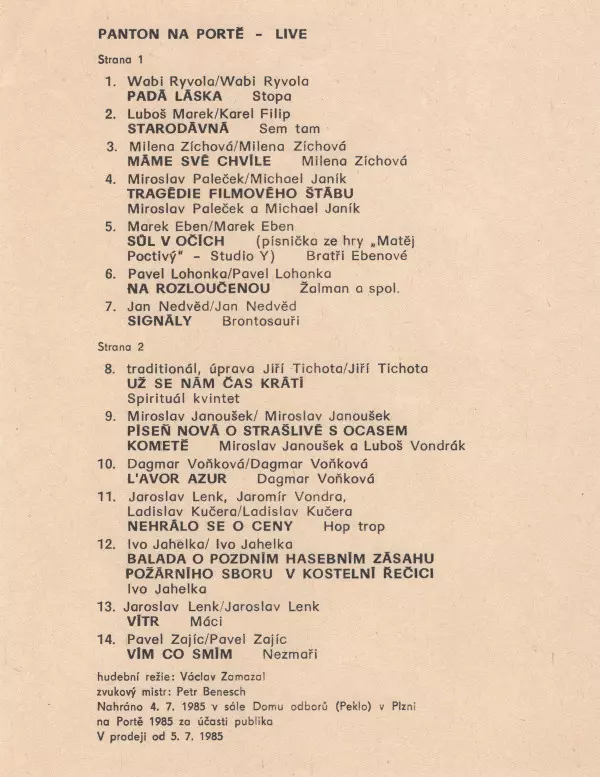 PANTON NA PORTĚ - LIVE
Strana 1
1. Wabi Ryvola/Wabi Ryvola
PADÁ LÁSKA Stopa
2. Luboš Marek/Karel Filip
STARODÁVNÁ Sem tam
3. Milena Zíchová/Milena Zíchová
MÁME SVÉ CHVÍLE Milena Zíchová
4. Miroslav Paleček/Michael Janík
TRAGÉDIE FILMOVÉHO ŠTÁBU
Miroslav Paleček a Michael Janík
5. Marek Eben/Marek Eben
SŮL V OČÍCH (písnička ze hry „Matěj
Poctivý" - Studio Y) Bratři Ebenové
6. Pavel Lohonka/Pavel Lohonka
NA ROZLOUČENOU Žalman a spol.
7. Jan Nedvěd/Jan Nedvěd
SIGNÁLY Brontosauři
Strana 2
8. traditionál, úprava Jiří Tichota/Jiří Tichota
UŽ SE NÁM ČAS KRÁTÍ
Spirituál kvintet
9. Miroslav Janoušek/ Miroslav Janoušek
PÍSEŇ NOVÁ O STRAŠLIVÉ S OCASEM
KOMETĚ Miroslav Janoušek a Luboš Vondrák
10. Dagmar Voňková/Dagmar Voňková
L'AVOR AZUR Dagmar Voňková
11. Jaroslav Lenk, Jaromír Vondra,
Ladislav Kučera/Ladislav Kučera
NEHRÁLO SE O CENY Hop trop
12. Ivo Jahelka/ Ivo Jahelka
BALADA O POZDNÍM HASEBNÍM ZÁSAHU
POŽÁRNÍHO SBORU V KOSTELNÍ ŘEČICI
Ivo Jahelka
13. Jaroslav Lenk/Jaroslav Lenk
VÍTR Máci
14. Pavel Zajíc/Pavel Zajíc
VÍM CO SMÍM Nezmaři
hudební režie: Václav Zamazal
zvukový mistr: Petr Benesch
Nahráno 4. 7. 1985 v sále Domu odborů (Peklo) v Plzni
na Portě 1985 za účasti publika
V prodeji od 5. 7. 1985